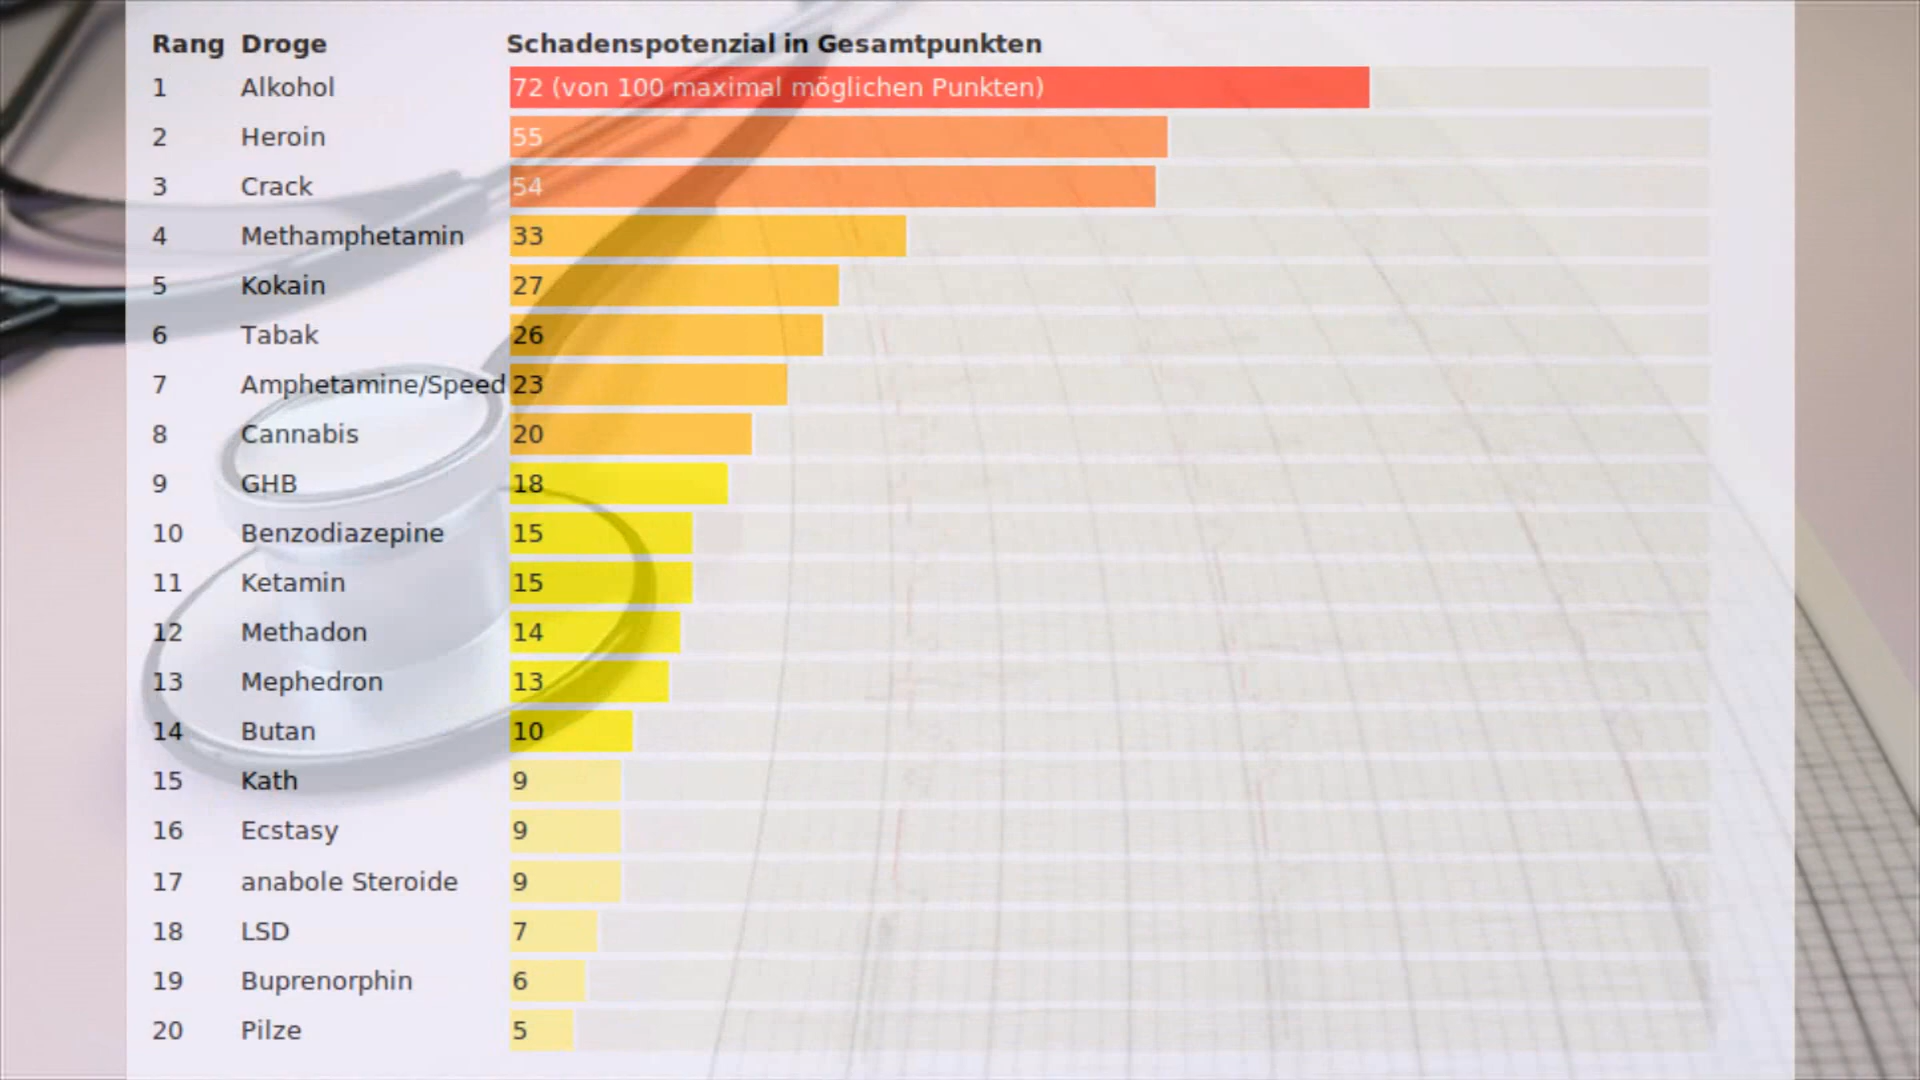 Rang Droge Schadenspotenzial in Gesamtpunkten
1 Alkohol 72 (von 100 maximal möglichen Punkten)
2 Heroin 55
3 Crack 54
4 Methamphetamin 33
5 Kokain 27
6 Tabak 26
7 Amphetamine/Speed 23
8 Cannabis 20
9 GHB 18
10 Benzodiazepine 15
11 Ketamin 15
12 Methadon 14
13 Mephedron 13
14 Butan 10
15 Kath 9
16 Ecstasy 9
17 anabole Steroide 9
18 LSD 7
19 Buprenorphin 6
20 Pilze 5